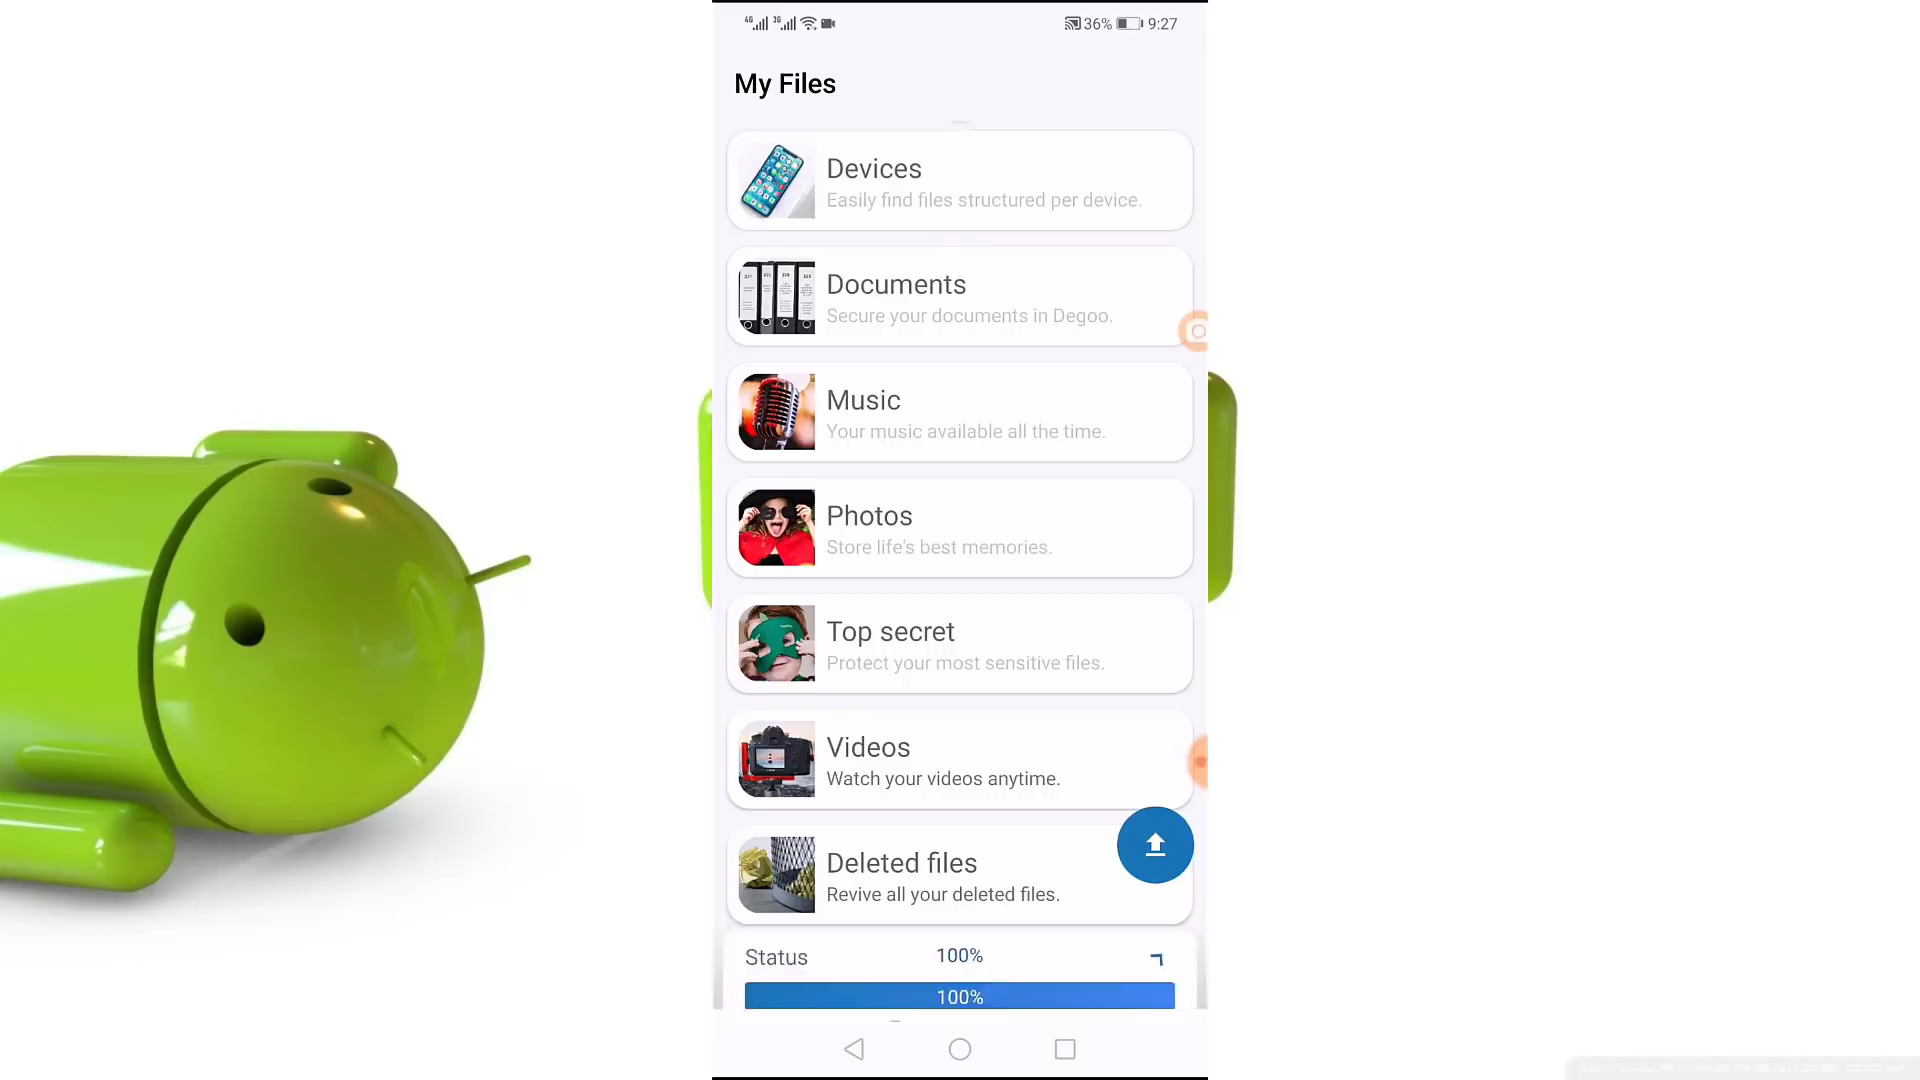 4G 3G 36% 9:27
My Files
Devices
Easily find files structured per device.
Documents
Secure your documents in Degoo.
Music
Your music available all the time.
Photos
Store life's best memories.
Top secret
Protect your most sensitive files.
Videos
Watch your videos anytime.
Deleted files
Revive all your deleted files.
Status 100%
100%